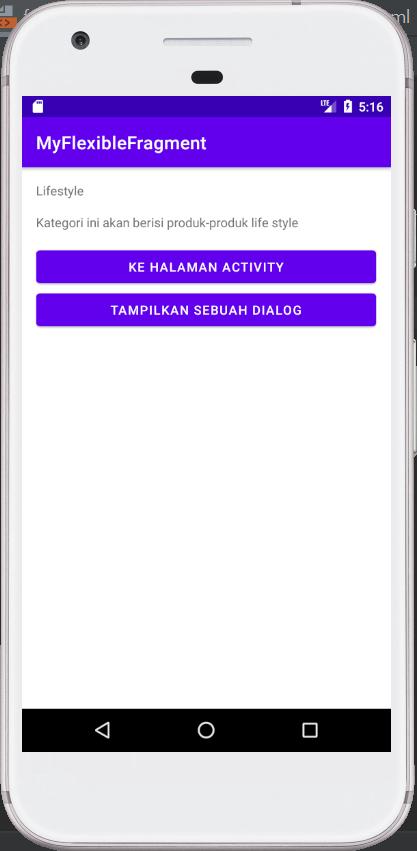 ml
LTE 5:16
MyFlexibleFragment
Lifestyle
Kategori ini akan berisi produk-produk life style
KE HALAMAN ACTIVITY
TAMPILKAN SEBUAH DIALOG